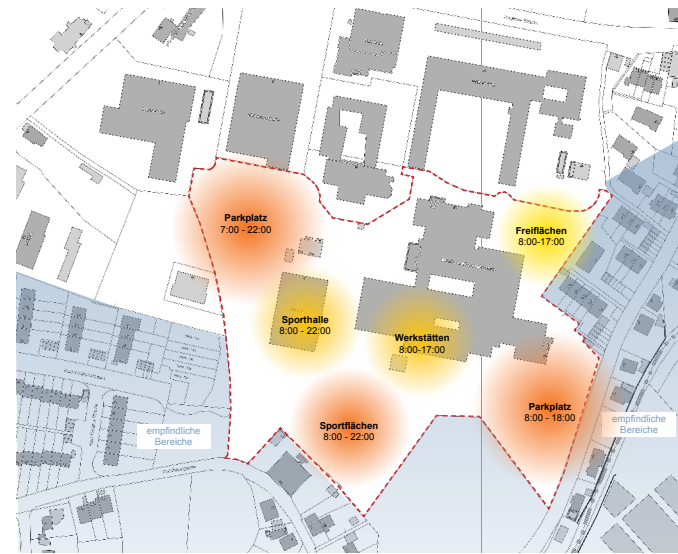 Parkplatz
7:00 - 22:00
Freiflächen
8:00-17:00
Sporthalle
8:00 - 22:00
Werkstätten
8:00-17:00
Parkplatz
8:00 - 18:00
Sportflächen
8:00 - 22:00
empfindliche
Bereiche
empfindliche
Bereiche